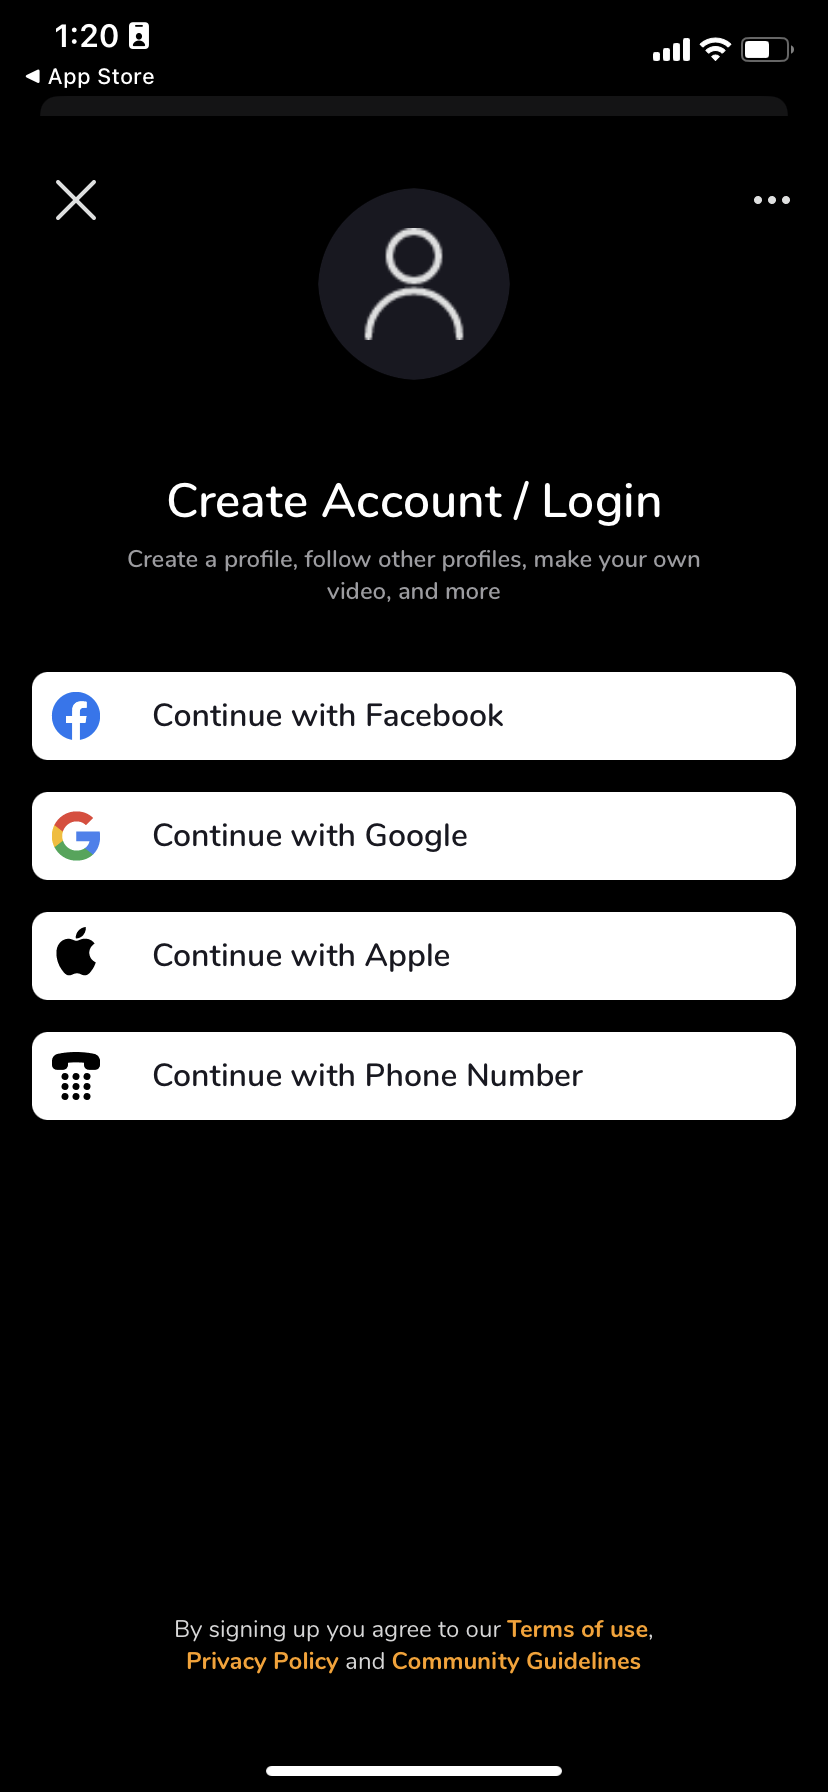 1:20
App Store
Create Account / Login
Create a profile, follow other profiles, make your own
video, and more
Continue with Facebook
Continue with Google
Continue with Apple
Continue with Phone Number
By signing up you agree to our Terms of use,
Privacy Policy and Community Guidelines